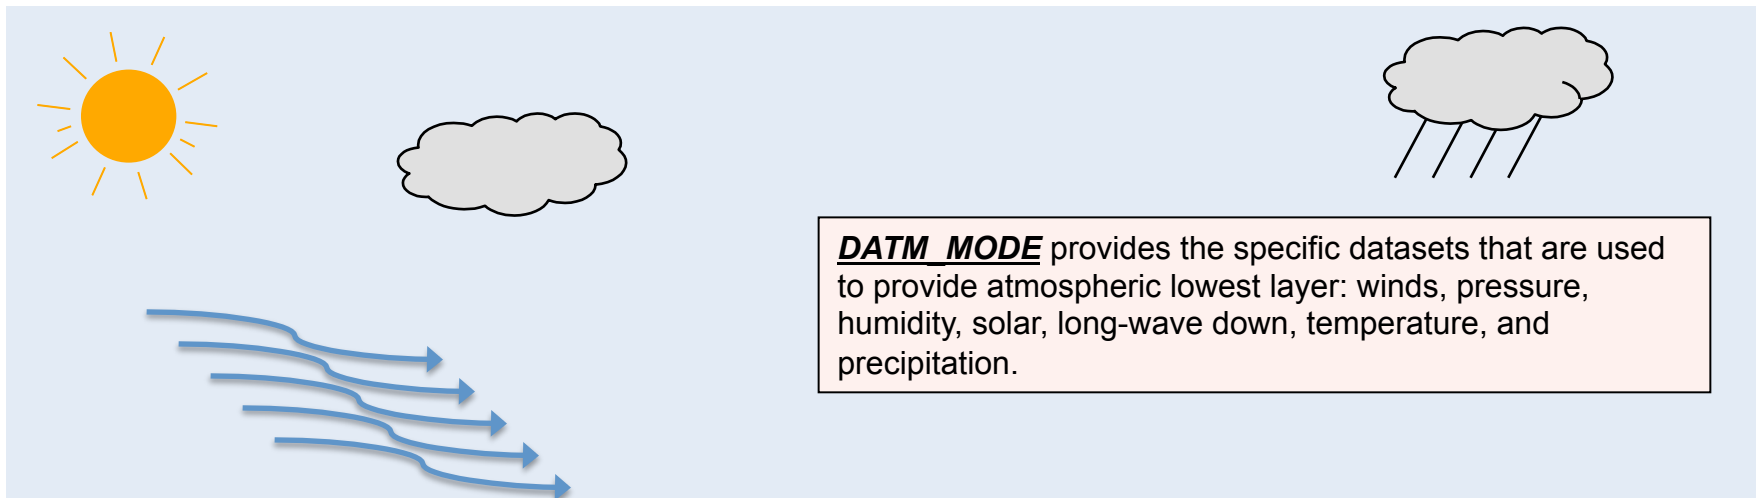 DATM_MODE provides the specific datasets that are used
to provide atmospheric lowest layer: winds, pressure,
humidity, solar, long-wave down, temperature, and
precipitation.